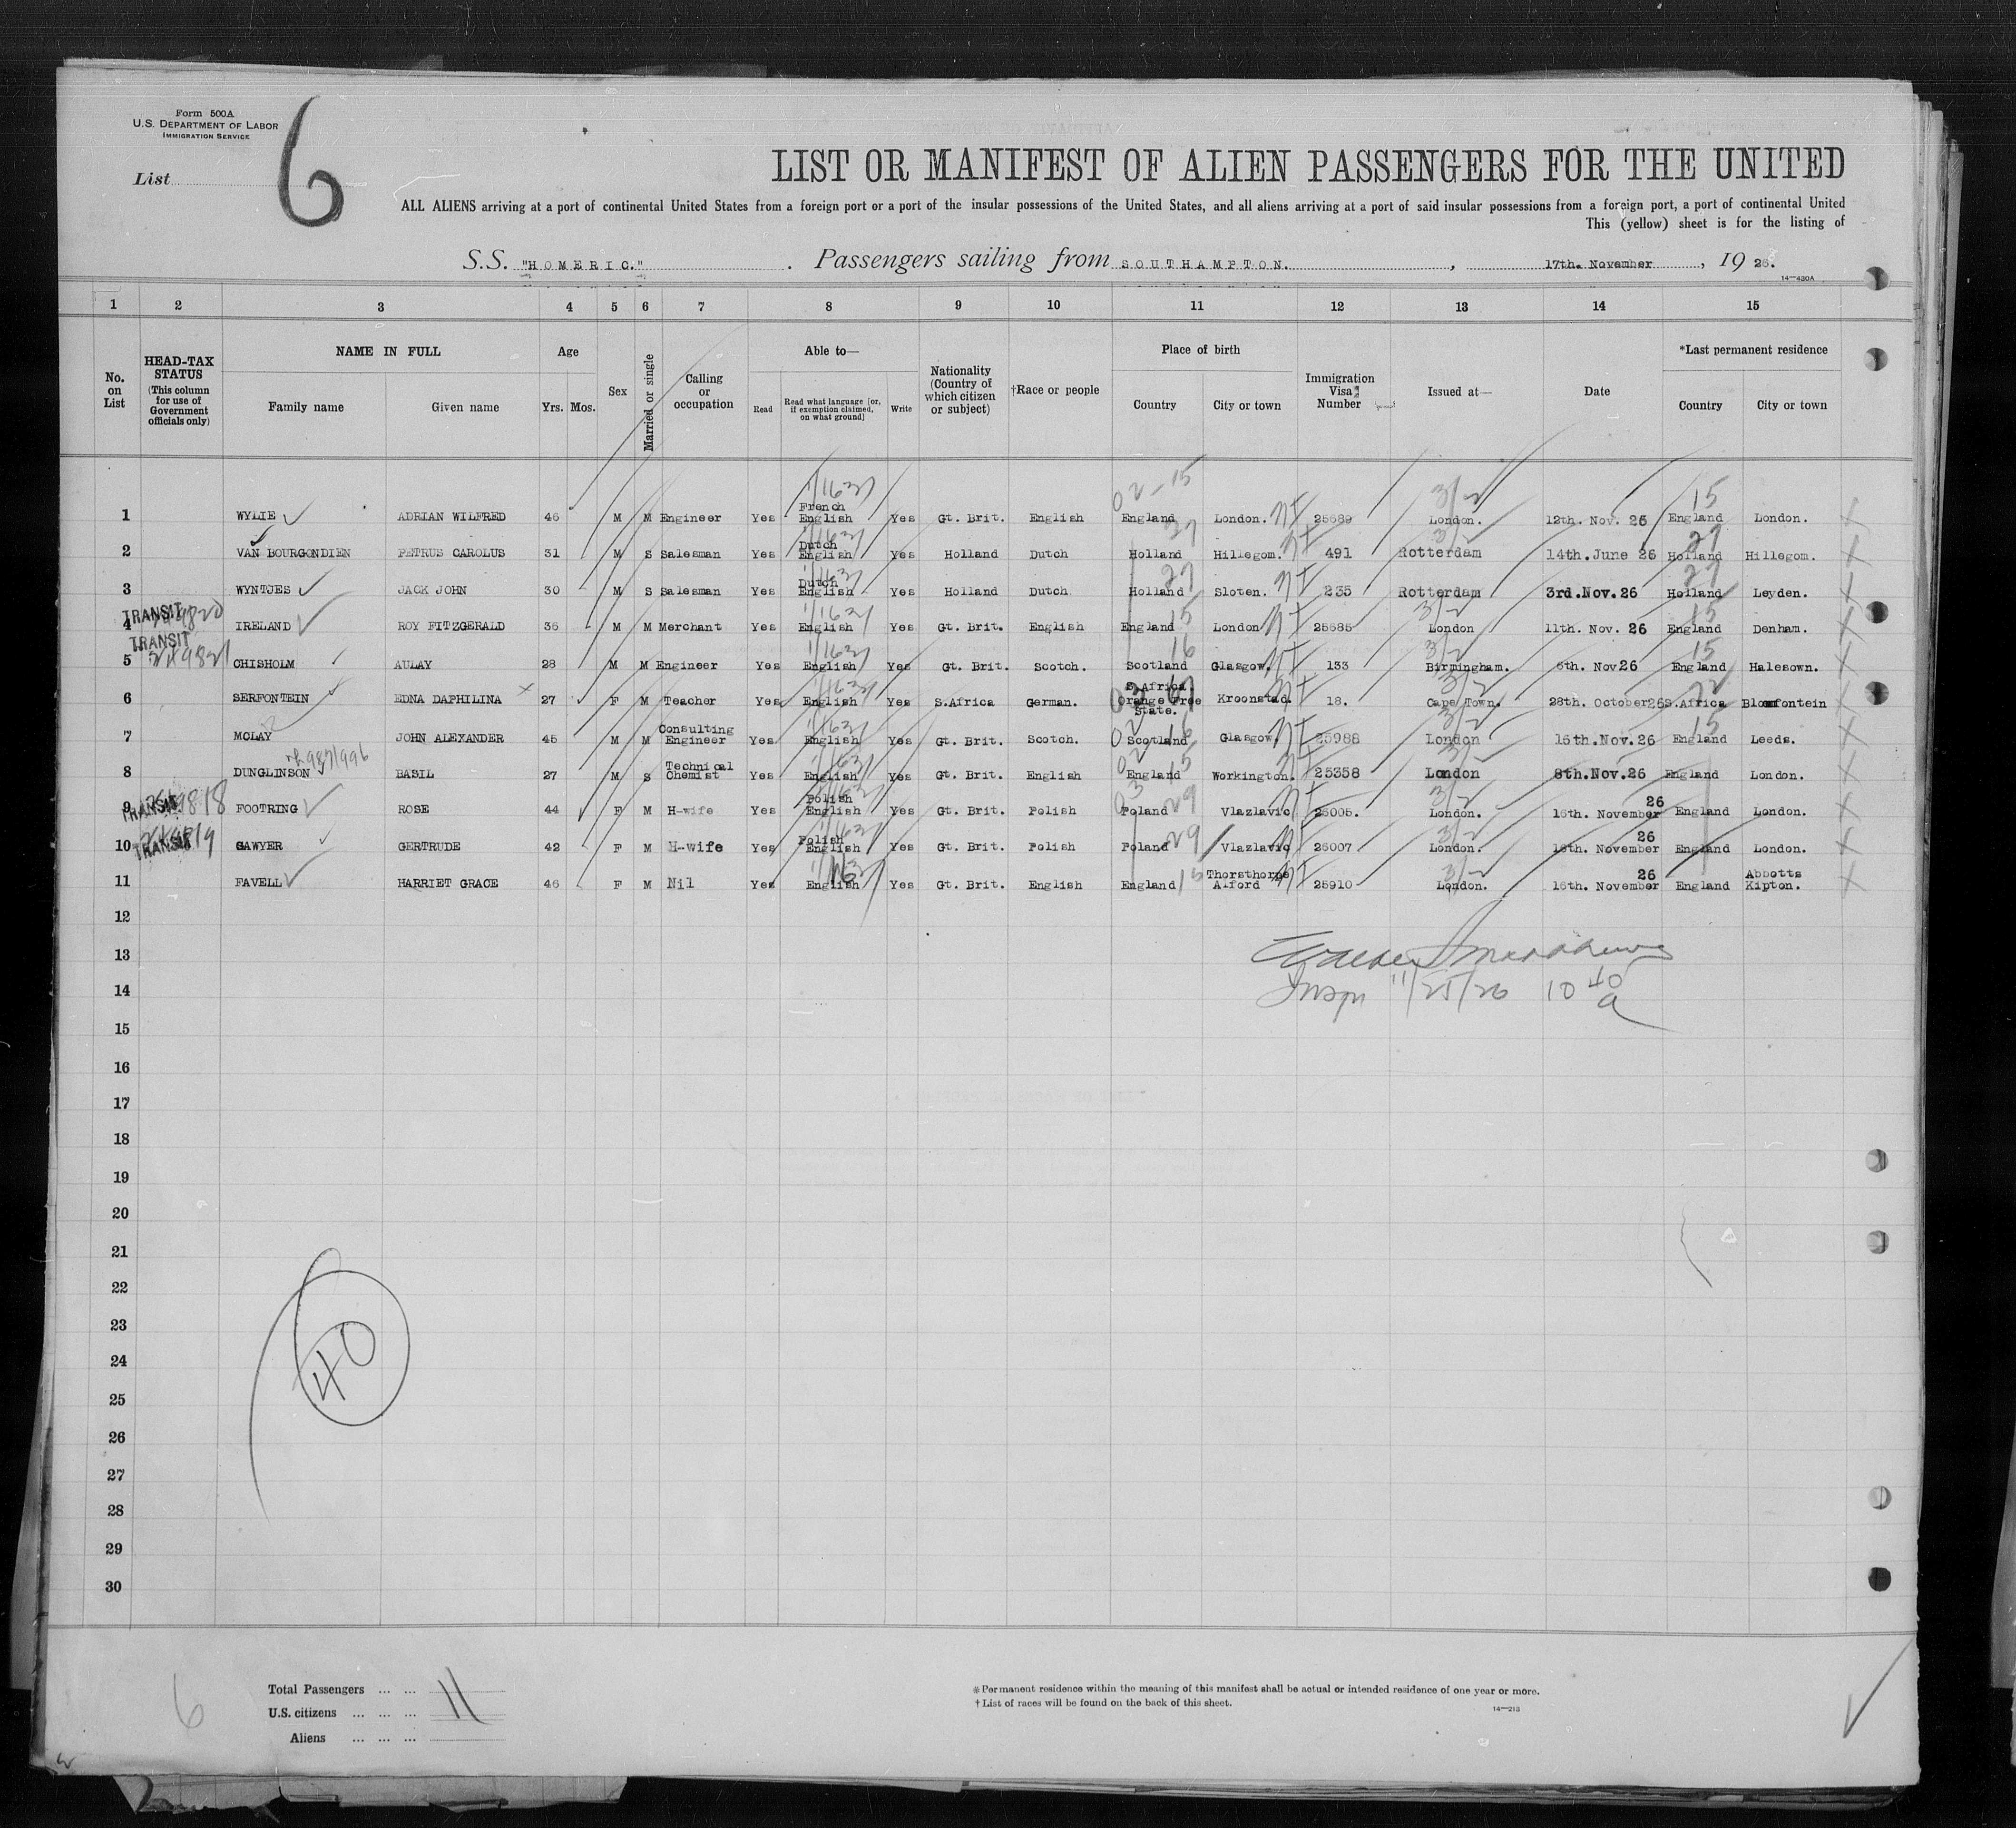 Form 500A
U.S. DEPARTMENT OF LABOR
IMMIGRATION SERVICE
List 6
LIST OR MANIFEST OF ALIEN PASSENGERS FOR THE UNITED
ALL ALIENS arriving at a port of continental United States from a foreign port or a port of the insular possessions of the United States, and all aliens arriving at a port of said insular possessions from a foreign port, a port of continental United
This (yellow) sheet is for the listing of
S.S. "HOMERIC." Passengers sailing from SOUTHAMPTON. , 17th. November , 19 26.
14—430A
1 2 3 4 5 6 7 8 9 10 11 12 13 14 15
No. on List
HEAD-TAX STATUS (This column for use of Government officials only)
NAME IN FULL
Family name Given name
Age
Yrs. Mos.
Sex
Married or single
Calling or occupation
Able to—
Read Read what language [or, if exemption claimed, on what ground] Write
Nationality (Country of which citizen or subject)
†Race or people
Place of birth
Country City or town
Immigration Visa Number
Issued at—
Date
*Last permanent residence
Country City or town
1 WYLIE ADRIAN WILFRED 46 M M Engineer Yes French English Yes Gt. Brit. English England London. 25689 London. 12th. Nov. 26 England London.
2 VAN BOURGONDIEN PETRUS CAROLUS 31 M S Salesman Yes Dutch English Yes Holland Dutch Holland Hillegom. 491 Rotterdam 14th. June 26 Holland Hillegom.
3 WYNTJES JACK JOHN 30 M S Salesman Yes Dutch English Yes Holland Dutch Holland Sloten. 235 Rotterdam 3rd. Nov. 26 Holland Leyden.
TRANSIT
4 IRELAND ROY FITZGERALD 36 M M Merchant Yes English Yes Gt. Brit. English England London 25685 London 11th. Nov. 26 England Denham.
TRANSIT
5 CHISHOLM AULAY 28 M M Engineer Yes English Yes Gt. Brit. Scotch. Scotland Glasgow. 133 Birmingham. 6th. Nov 26 England Halesown.
6 SERFONTEIN EDNA DAPHILINA 27 F M Teacher Yes English Yes S.Africa German. S.Africa Orange Free State. Kroonstad. 18. Cape Town. 28th. October 26 S.Africa Bloemfontein
7 MCLAY JOHN ALEXANDER 45 M M Consulting Engineer Yes English Yes Gt. Brit. Scotch. Scotland Glasgow. 25988 London 15th. Nov. 26 England Leeds.
8 DUNGLINSON BASIL 27 M S Technical Chemist Yes English Yes Gt. Brit. English England Workington. 25358 London 8th. Nov. 26 England London.
9 TRANSIT FOOTRING ROSE 44 F M H-wife Yes Polish English Yes Gt. Brit. Polish Poland Vlazlavic 26005. London. 16th. November 26 England London.
10 TRANSIT SAWYER GERTRUDE 42 F M H-wife Yes Polish English Yes Gt. Brit. Polish Poland Vlazlavic 26007 London. 16th. November 26 England London.
11 FAVELL HARRIET GRACE 46 F M Nil Yes English Yes Gt. Brit. English England Thorsthorpe Alford 25910 London. 16th. November 26 England Abbotts Kipton.
12
13
14
Insp 11/25/26 10 40 a
15
16
17
18
19
20
21
22
23
40
24
25
26
27
28
29
30
6
Total Passengers ... ... 11
U.S. citizens ... ... ...
Aliens ... ... ...
*Permanent residence within the meaning of this manifest shall be actual or intended residence of one year or more.
†List of races will be found on the back of this sheet.
14—213